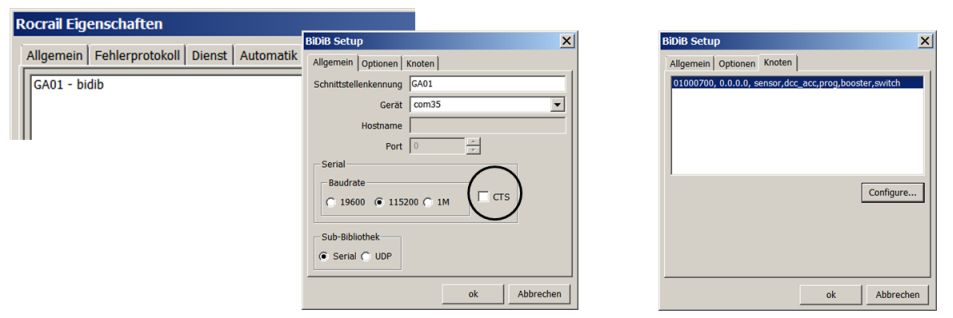 Rocrail Eigenschaften
Allgemein Fehlerprotokoll Dienst Automatik
GA01 - bidib
BiDiB Setup
Allgemein Optionen Knoten
Schnittstellenkennung GA01
Gerät com35
Hostname
Port 0
Serial
Baudrate
19600 115200 1M CTS
Sub-Bibliothek
Serial UDP
ok Abbrechen
BiDiB Setup
Allgemein Optionen Knoten
01000700, 0.0.0.0, sensor,dcc_acc,prog,booster,switch
Configure...
ok Abbrechen